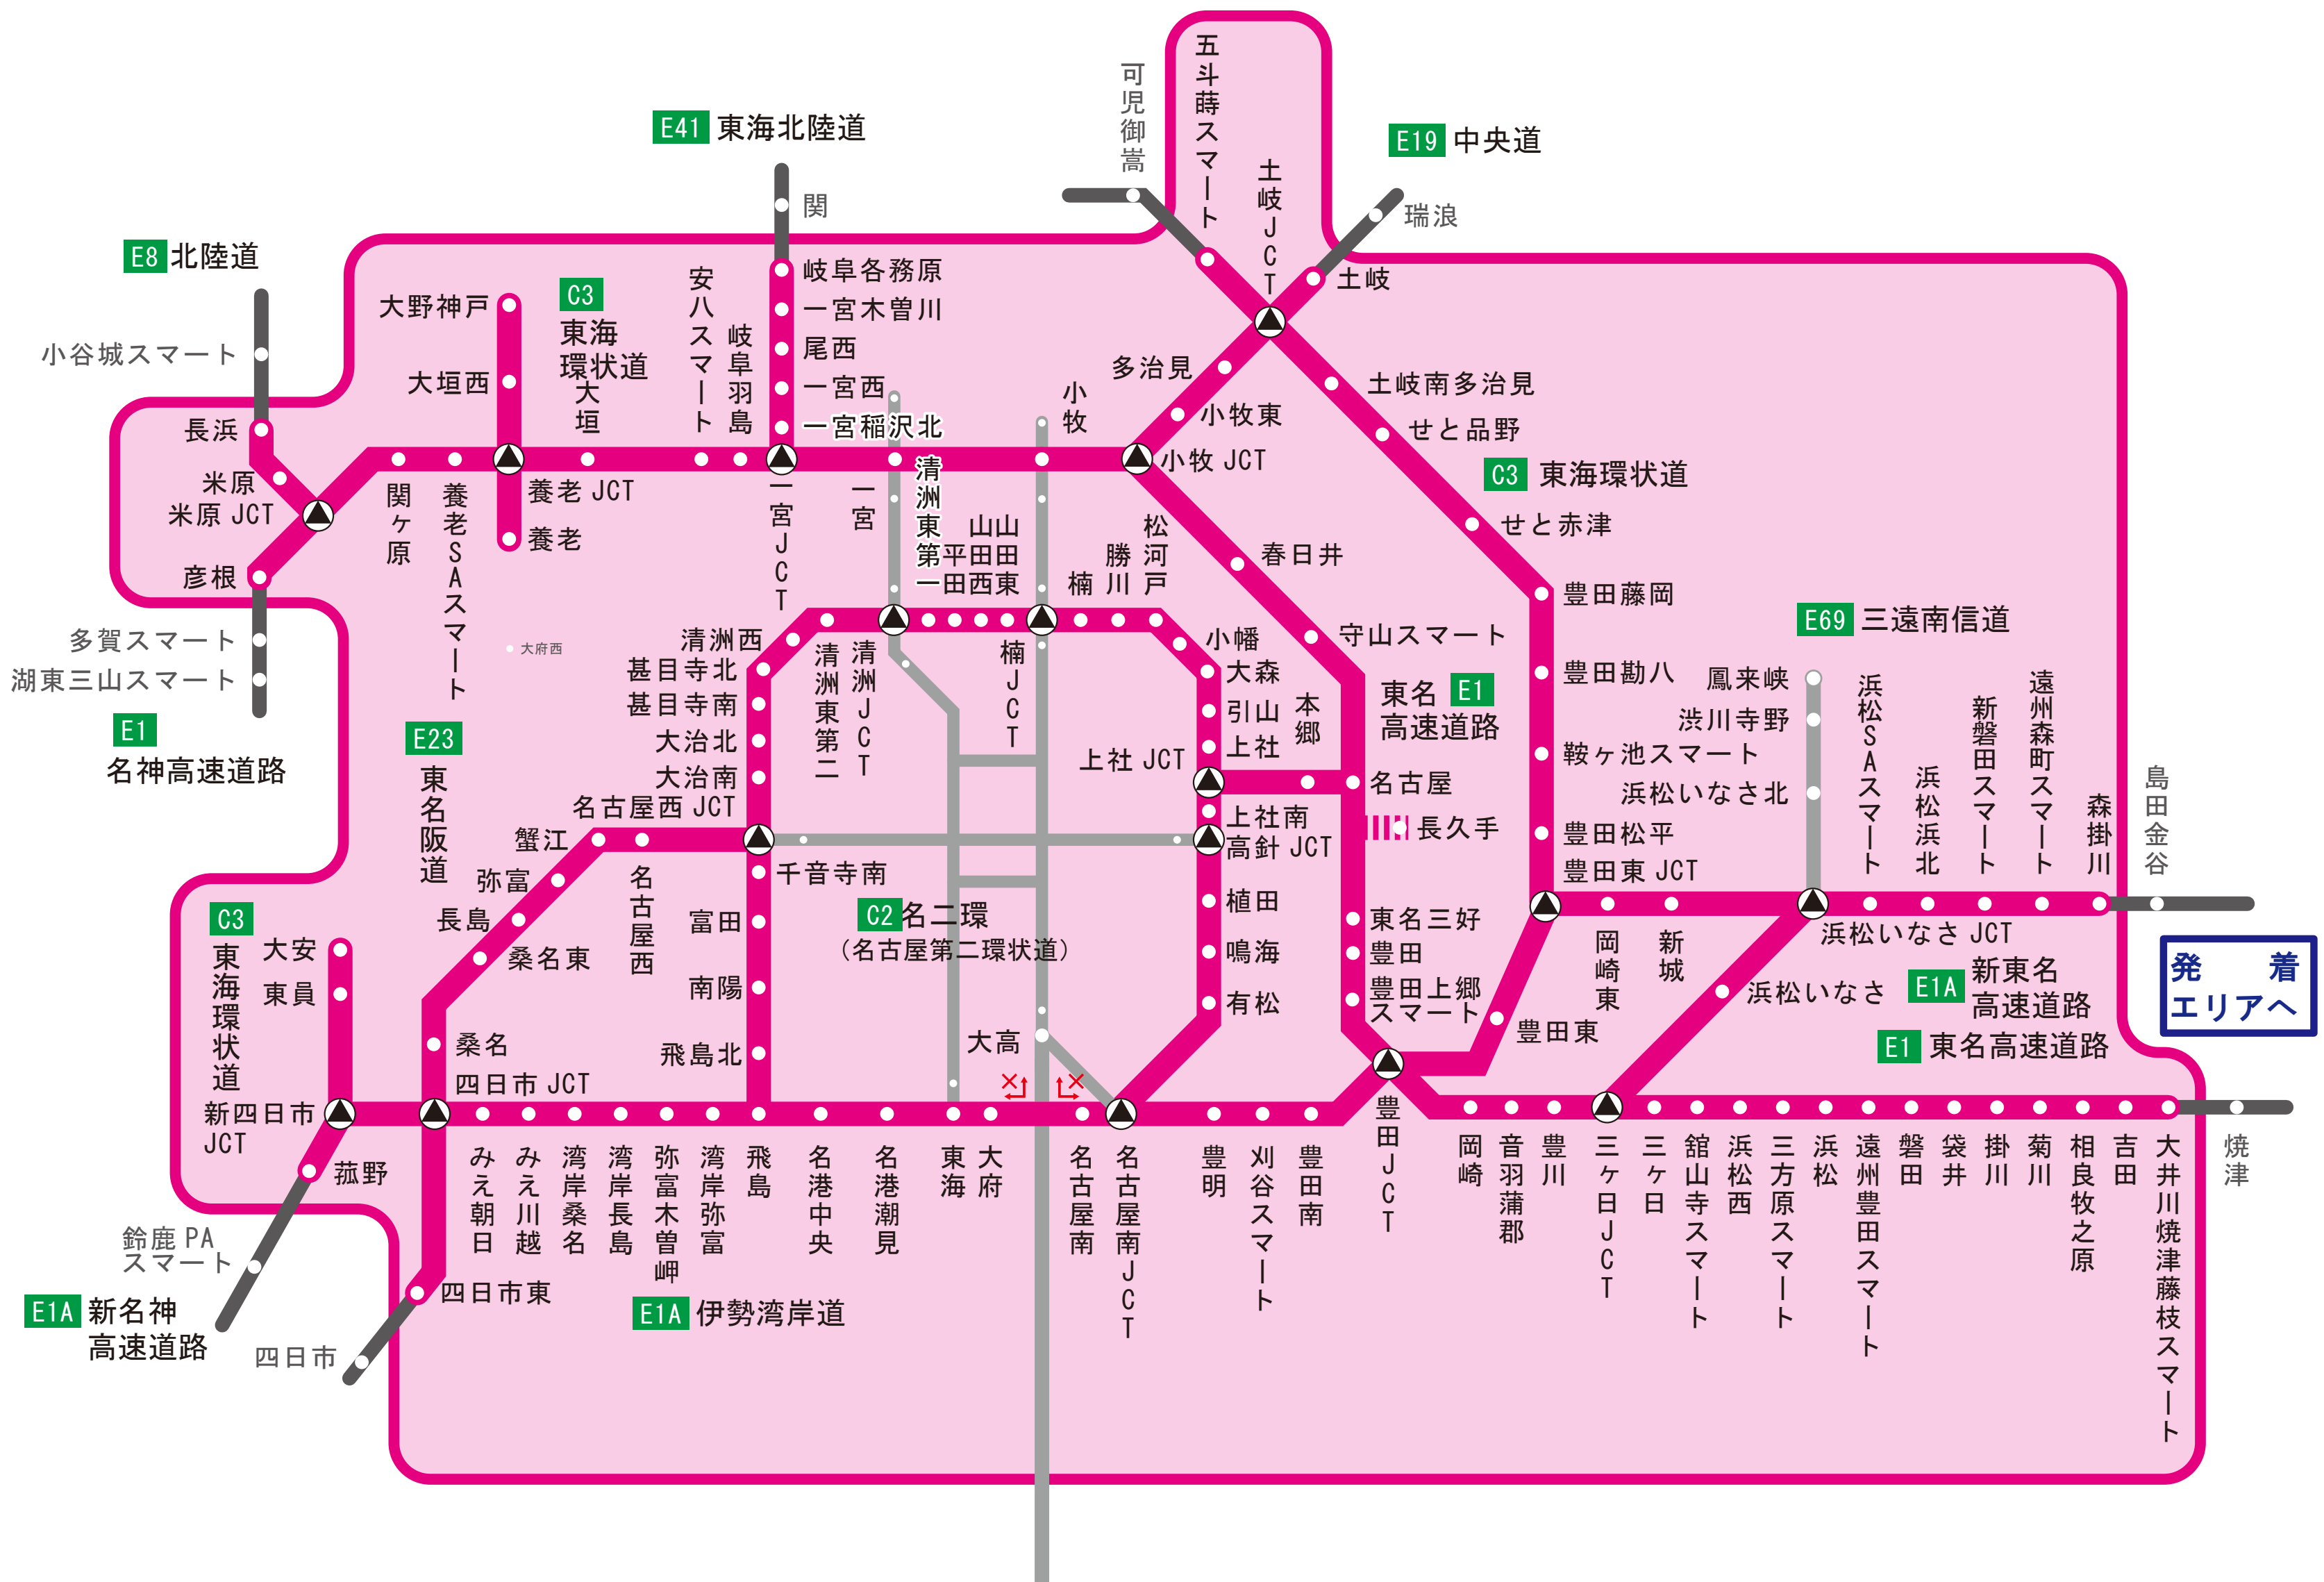 五斗蒔スマート
可児御嵩
E41 東海北陸道
E19 中央道
土岐JCT
関
瑞浪
E8 北陸道
岐阜各務原
土岐
大野神戸
C3
東海
環状道
安八スマート
岐阜羽島
一宮木曽川
尾西
小谷城スマート
多治見
大垣西
大垣
一宮西
小牧
土岐南多治見
小牧東
長浜
一宮稲沢北
せと品野
米原
米原 JCT
小牧 JCT
C3 東海環状道
関ヶ原
養老SAスマート
養老 JCT
養老
一宮JCT
一宮
清洲東第一
平田
山田西
山田東
楠
勝川
松河戸
せと赤津
春日井
彦根
豊田藤岡
多賀スマート
湖東三山スマート
大府西
清洲西
小幡
守山スマート
E69 三遠南信道
甚目寺北
清洲東第二
清洲JCT
楠JCT
大森
豊田勘八
鳳来峡
E1
名神高速道路
E23
東名阪道
甚目寺南
引山
本郷
東名 E1
高速道路
渋川寺野
大治北
上社
上社 JCT
鞍ヶ池スマート
大治南
名古屋
浜松いなさ北
浜松SAスマート
浜松浜北
新磐田スマート
遠州森町スマート
森掛川
島田金谷
名古屋西 JCT
上社南
長久手
蟹江
高針 JCT
豊田松平
弥富
名古屋西
千音寺南
豊田東 JCT
長島
富田
C2 名二環
(名古屋第二環状道)
植田
東名三好
桑名東
鳴海
豊田
岡崎東
新城
浜松いなさ JCT
C3
東海環状道
大安
東員
南陽
有松
豊田上郷
スマート
浜松いなさ
E1A 新東名
高速道路
発着
エリアへ
桑名
飛島北
大高
豊田東
E1 東名高速道路
四日市 JCT
新四日市
JCT
菰野
みえ朝日
みえ川越
湾岸桑名
湾岸長島
弥富木曽岬
湾岸弥富
飛島
名港中央
名港潮見
東海
大府
名古屋南
名古屋南JCT
豊明
刈谷スマート
豊田南
豊田JCT
岡崎
音羽蒲郡
豊川
三ヶ日JCT
三ヶ日
舘山寺スマート
浜松西
三方原スマート
浜松
遠州豊田スマート
磐田
袋井
掛川
菊川
相良牧之原
吉田
大井川焼津藤枝スマート
焼津
鈴鹿 PA
スマート
四日市東
E1A 新名神
高速道路
E1A 伊勢湾岸道
四日市